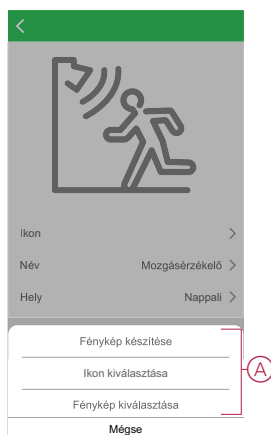 Ikon
Név Mozgásérzékelő
Hely Nappali
Fénykép készítése
Ikon kiválasztása
A
Fénykép kiválasztása
Mégse